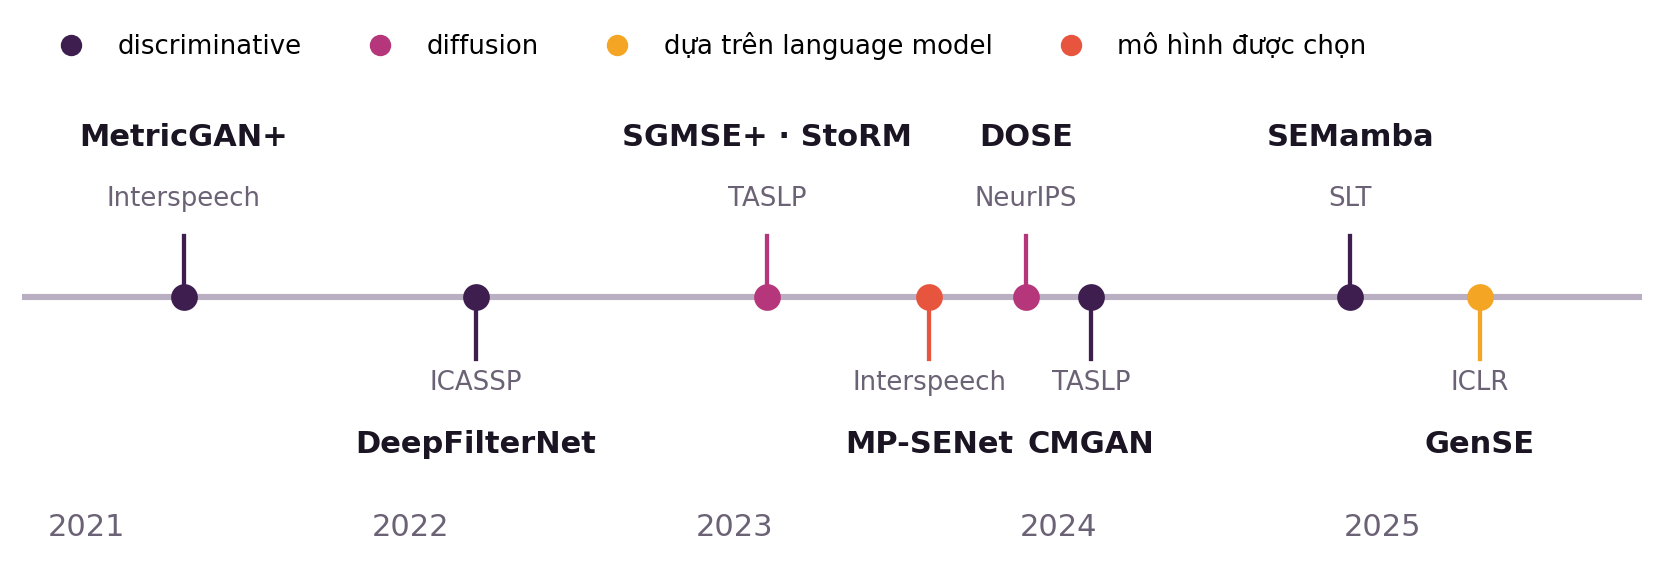 discriminative diffusion dựa trên language model mô hình được chọn
MetricGAN+ SGMSE+ · StoRM DOSE SEMamba
Interspeech TASLP NeurIPS SLT
ICASSP Interspeech TASLP ICLR
DeepFilterNet MP-SENet CMGAN GenSE
2021 2022 2023 2024 2025